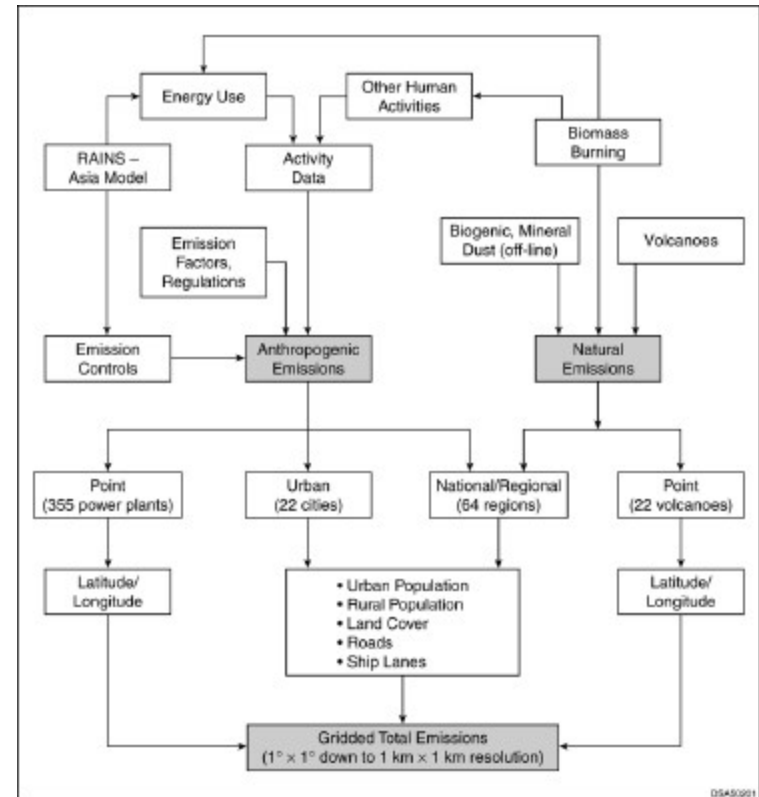 Energy Use
Other Human
Activities
Biomass
Burning
RAINS –
Asia Model
Activity
Data
Emission
Factors,
Regulations
Biogenic, Mineral
Dust (off-line)
Volcanoes
Emission
Controls
Anthropogenic
Emissions
Natural
Emissions
Point
(355 power plants)
Urban
(22 cities)
National/Regional
(64 regions)
Point
(22 volcanoes)
Latitude/
Longitude
• Urban Population
• Rural Population
• Land Cover
• Roads
• Ship Lanes
Latitude/
Longitude
Gridded Total Emissions
(1° × 1° down to 1 km × 1 km resolution)
DSAS0201